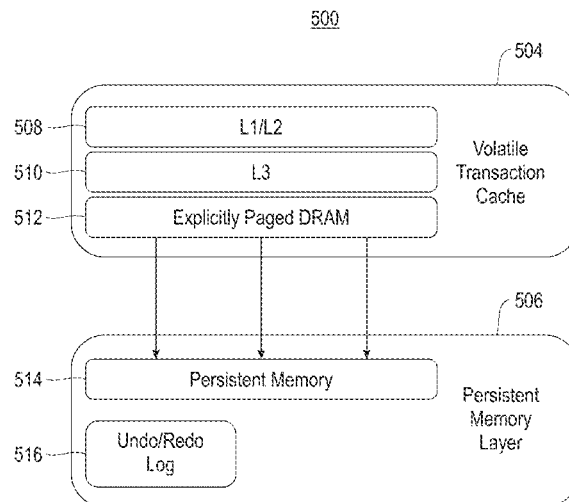 500
504
508
L1/L2
510
L3
Volatile
Transaction
Cache
512
Explicitly Paged DRAM
506
514
Persistent Memory
Persistent
Memory
Layer
516
Undo/Redo
Log